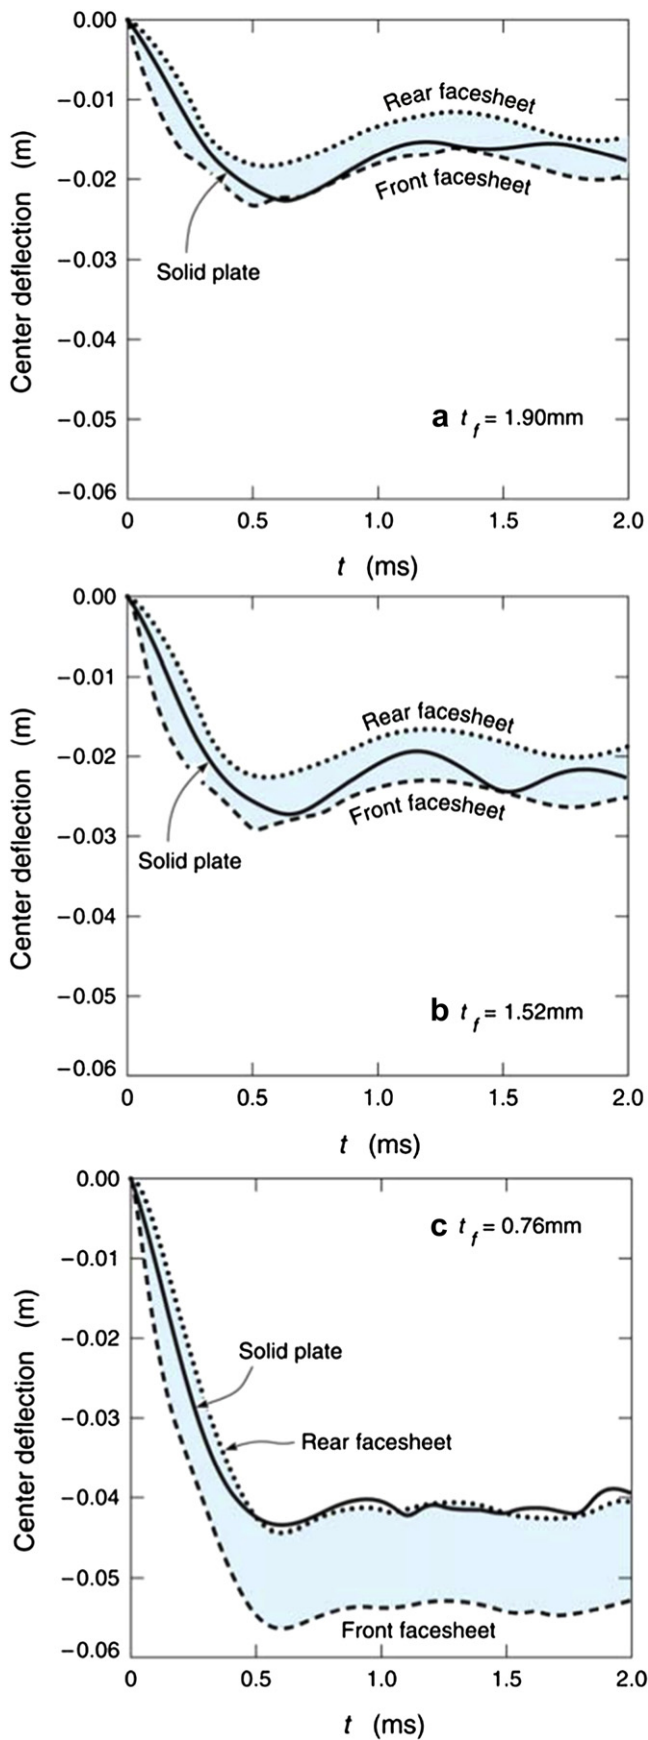 0.00
−0.01
−0.02
−0.03
−0.04
−0.05
−0.06
Center deflection (m)
Rear facesheet
Front facesheet
Solid plate
a t f = 1.90mm
0 0.5 1.0 1.5 2.0
t (ms)
0.00
−0.01
−0.02
−0.03
−0.04
−0.05
−0.06
Center deflection (m)
Rear facesheet
Front facesheet
Solid plate
b t f = 1.52mm
0 0.5 1.0 1.5 2.0
t (ms)
0.00
−0.01
−0.02
−0.03
−0.04
−0.05
−0.06
Center deflection (m)
c t f = 0.76mm
Solid plate
Rear facesheet
Front facesheet
0 0.5 1.0 1.5 2.0
t (ms)